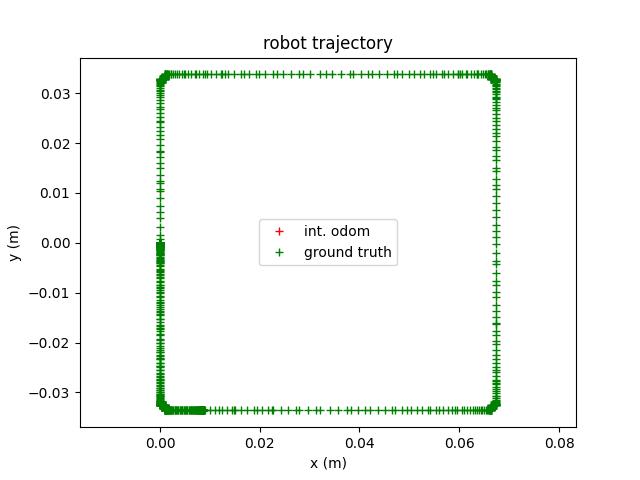 robot trajectory
y (m)
0.03
0.02
0.01
0.00
−0.01
−0.02
−0.03
int. odom
ground truth
0.00 0.02 0.04 0.06 0.08
x (m)